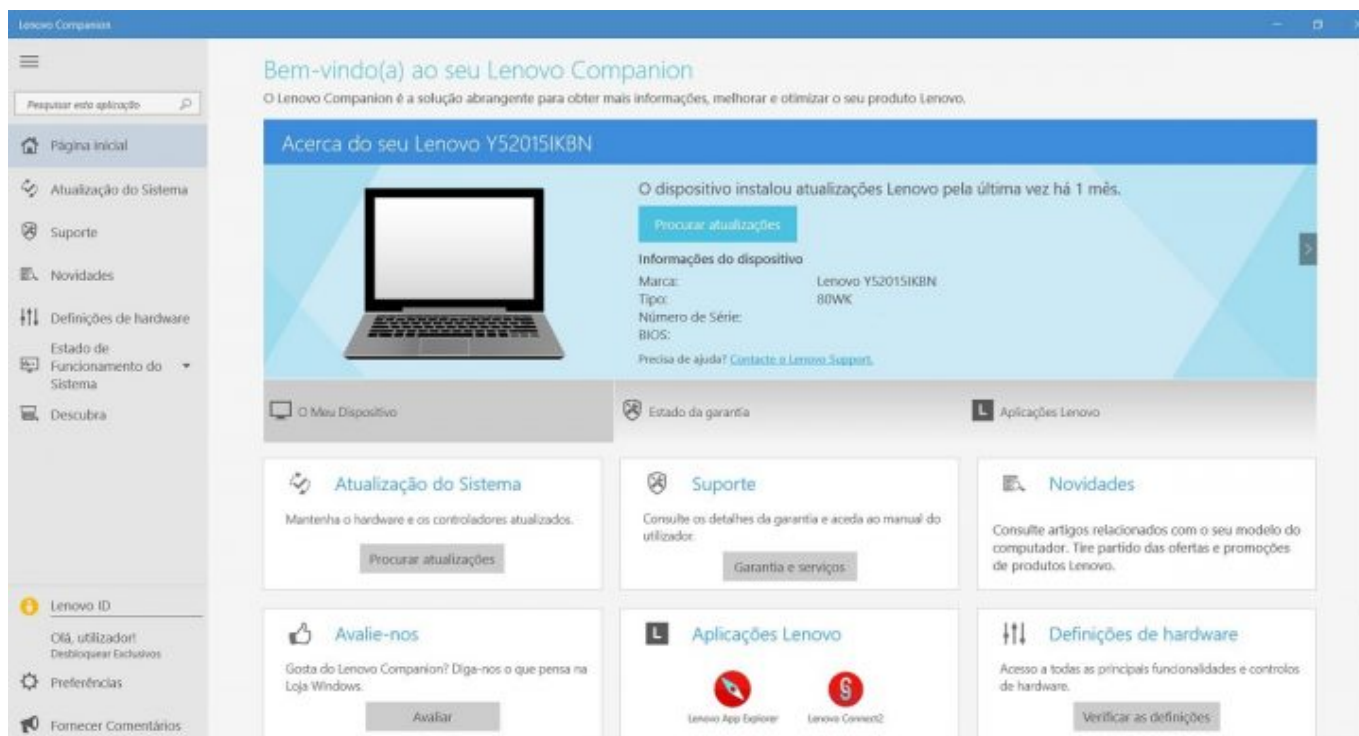 Lenovo Companion
Pesquisar esta aplicação
Página inicial
Atualização do Sistema
Suporte
Novidades
Definições de hardware
Estado de
Funcionamento do
Sistema
Descubra
Lenovo ID
Olá, utilizador!
Desbloquear Exclusivos
Preferências
Fornecer Comentários
Bem-vindo(a) ao seu Lenovo Companion
O Lenovo Companion é a solução abrangente para obter mais informações, melhorar e otimizar o seu produto Lenovo.
Acerca do seu Lenovo Y52015IKBN
O dispositivo instalou atualizações Lenovo pela última vez há 1 mês.
Procurar atualizações
Informações do dispositivo
Marca: Lenovo Y52015IKBN
Tipo: 80WK
Número de Série:
BIOS:
Precisa de ajuda? Contacte o Lenovo Support.
O Meu Dispositivo
Estado da garantia
L Aplicações Lenovo
Atualização do Sistema
Mantenha o hardware e os controladores atualizados.
Procurar atualizações
Suporte
Consulte os detalhes da garantia e aceda ao manual do
utilizador.
Garantia e serviços
Novidades
Consulte artigos relacionados com o seu modelo do
computador. Tire partido das ofertas e promoções
de produtos Lenovo.
Avalie-nos
Gosta do Lenovo Companion? Diga-nos o que pensa na
Loja Windows.
Avaliar
L Aplicações Lenovo
Lenovo App Explorer
Lenovo Connect2
Definições de hardware
Acesso a todas as principais funcionalidades e controlos
de hardware.
Verificar as definições